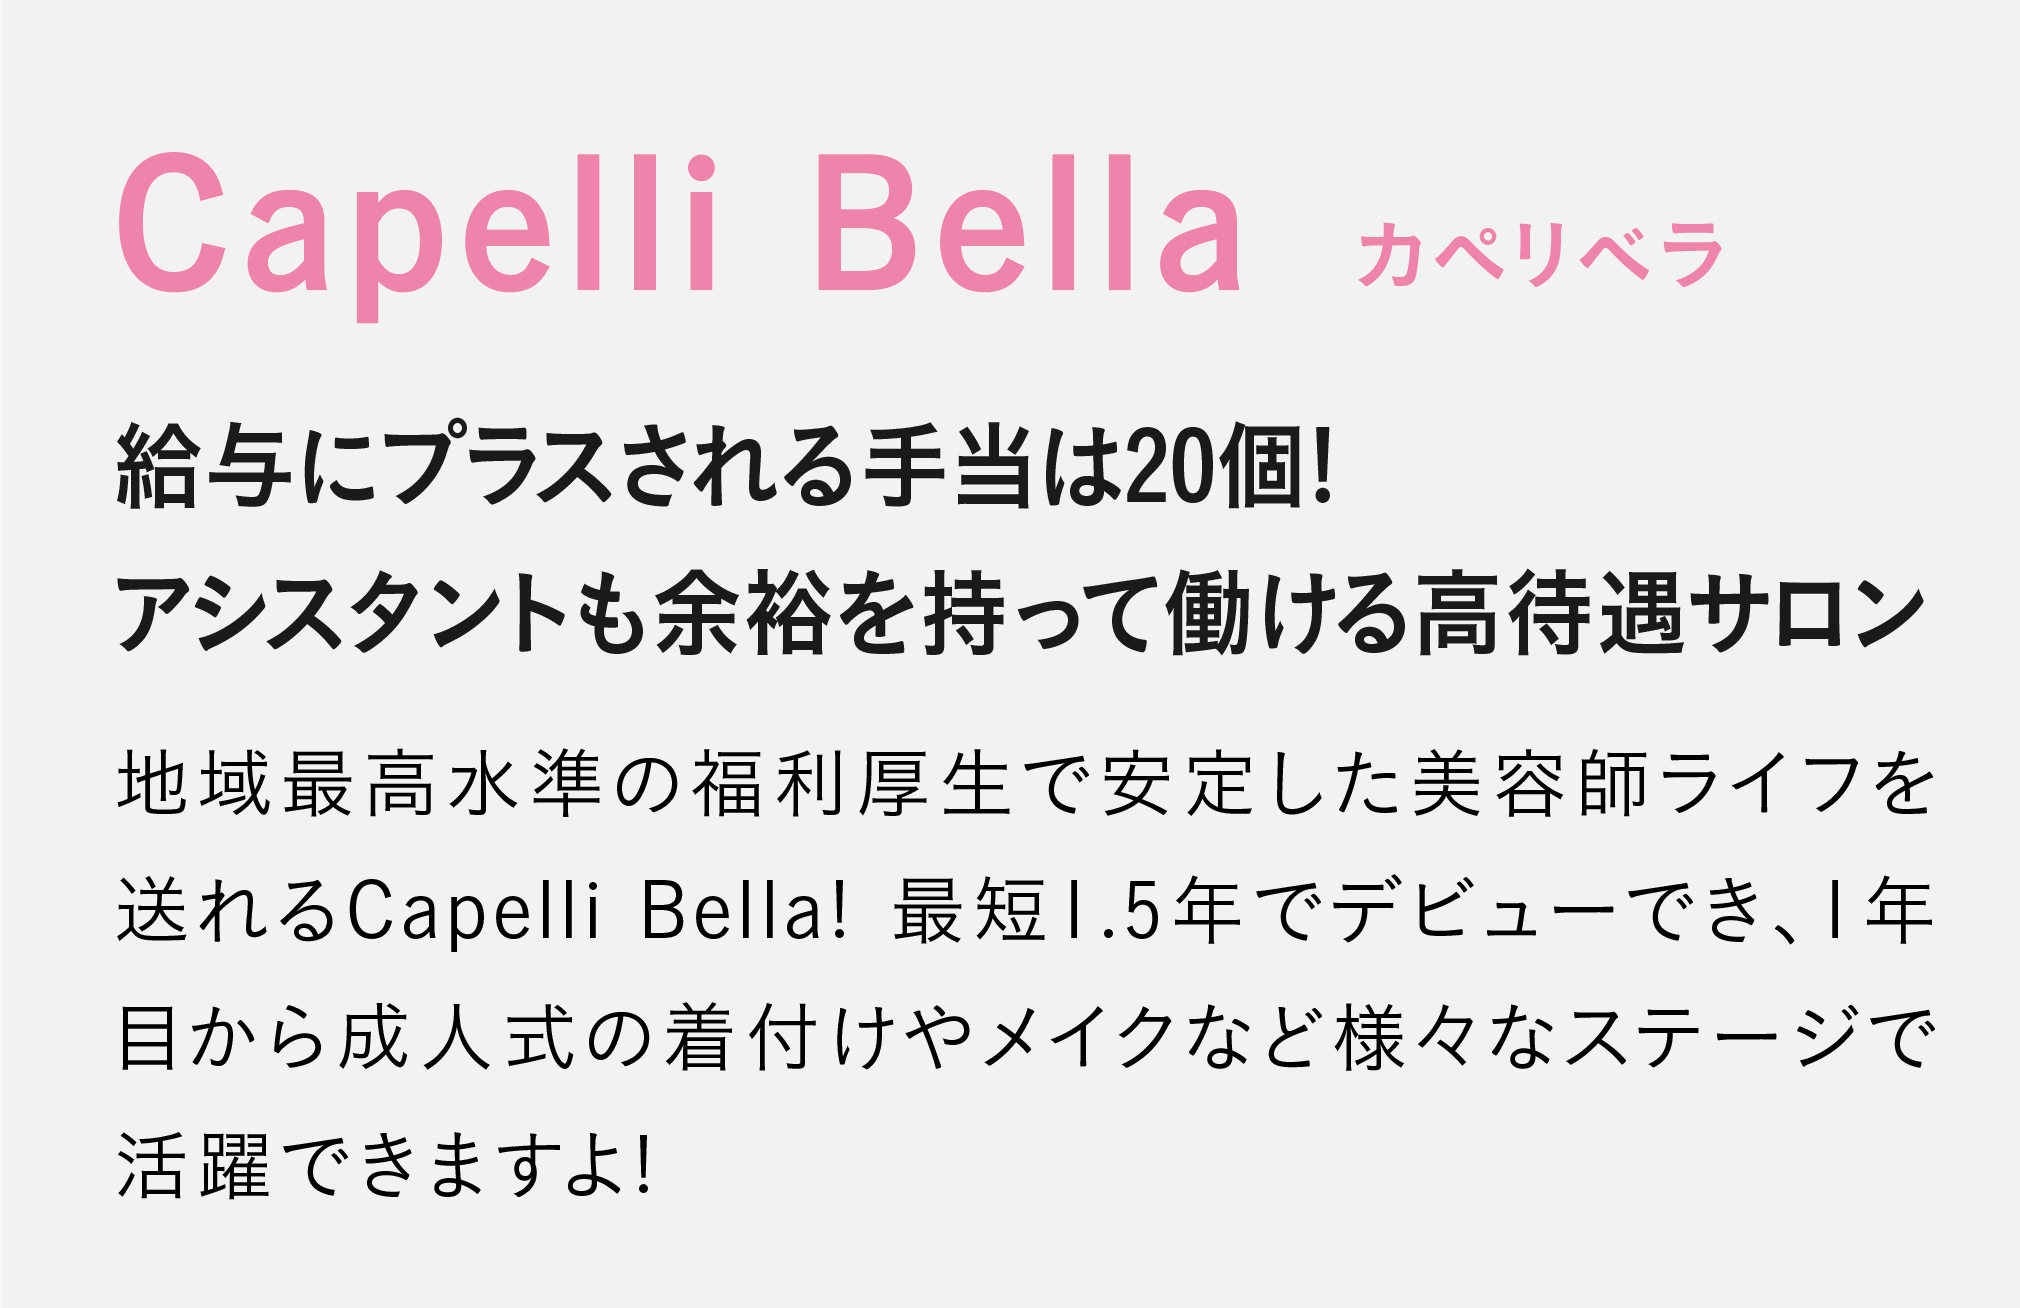 Capelli Bella カペリベラ
給与にプラスされる手当は20個!
アシスタントも余裕を持って働ける高待遇サロン
地域最高水準の福利厚生で安定した美容師ライフを
送れるCapelli Bella! 最短1.5年でデビューでき、1年
目から成人式の着付けやメイクなど様々なステージで
活躍できますよ!